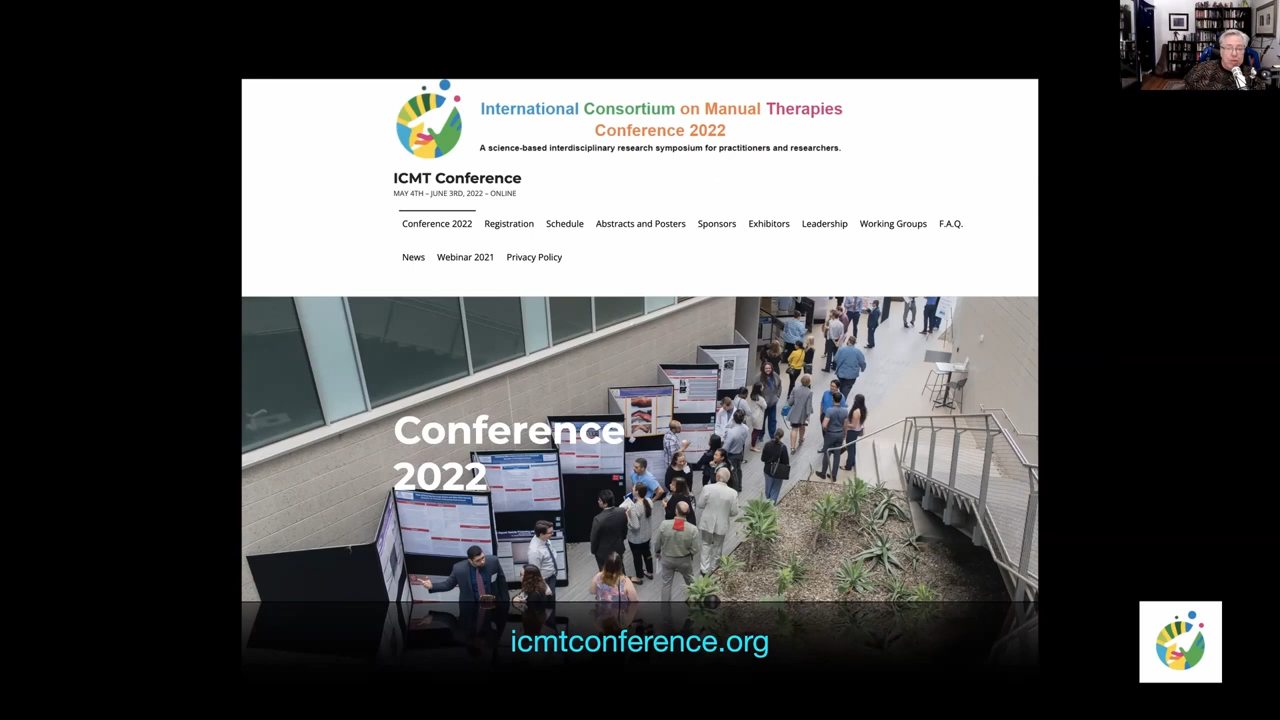 International Consortium on Manual Therapies
Conference 2022
A science-based interdisciplinary research symposium for practitioners and researchers.
ICMT Conference
MAY 4TH – JUNE 3RD, 2022 – ONLINE
Conference 2022 Registration Schedule Abstracts and Posters Sponsors Exhibitors Leadership Working Groups F.A.Q.
News Webinar 2021 Privacy Policy
Conference
2022
icmtconference.org